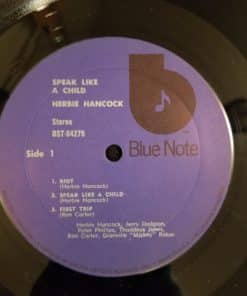 SPEAK LIKE
A CHILD
HERBIE HANCOCK
Stereo
BST-84279
Side 1
Blue Note
1. RIOT
(Herbie Hancock)
2. SPEAK LIKE A CHILD
(Herbie Hancock)
3. FIRST TRIP
(Ron Carter)
Herbie Hancock, Jerry Dodgion,
Peter Phillips, Thaddeus Jones,
Ron Carter, Granville "Mickey" Roker